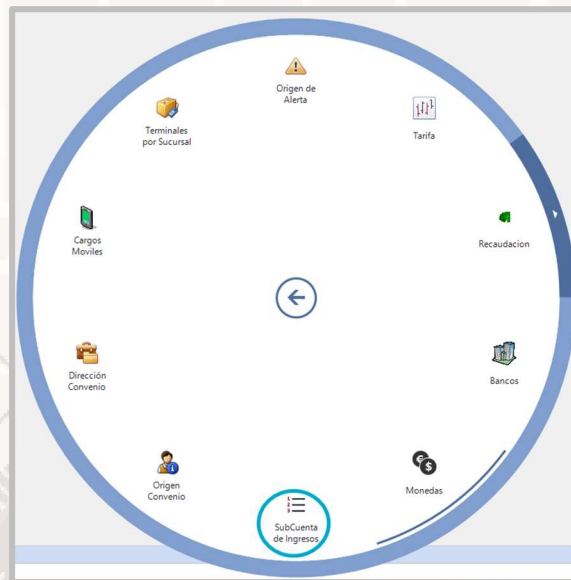 Origen de
Alerta
Tarifa
Recaudacion
Bancos
Monedas
SubCuenta
de Ingresos
Origen
Convenio
Dirección
Convenio
Cargos
Moviles
Terminales
por Sucursal